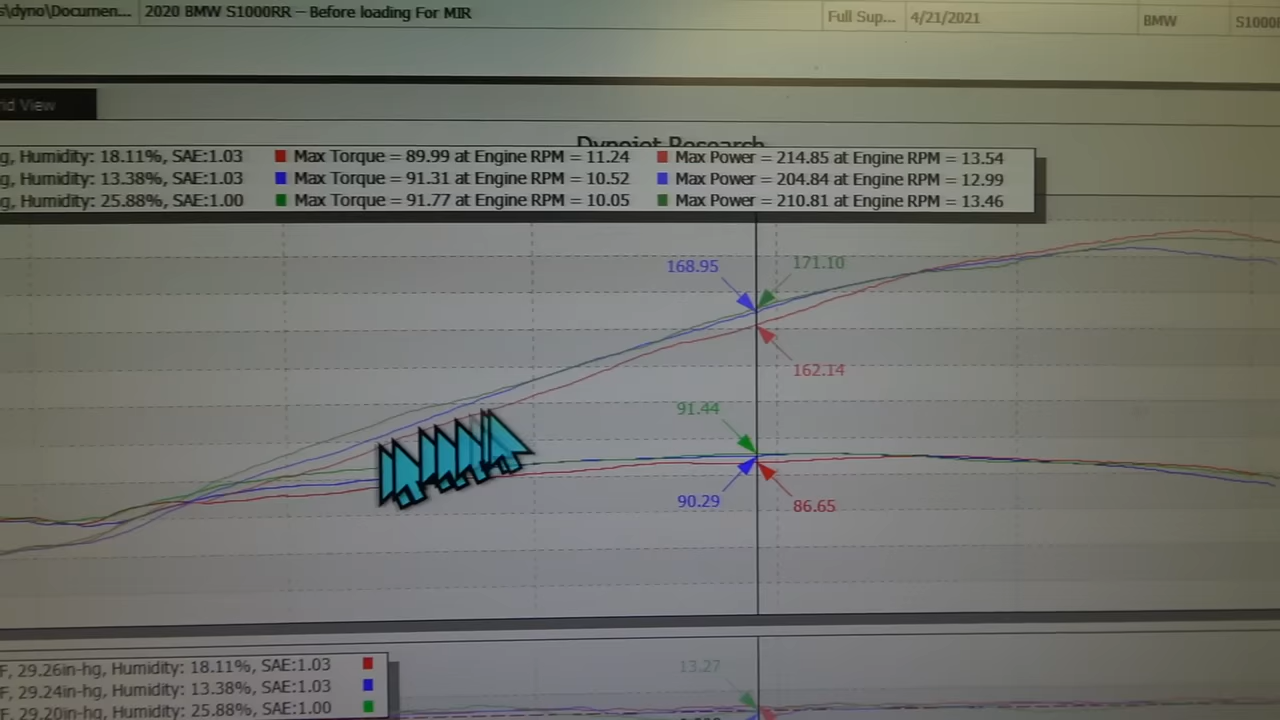 s\dyno\Documen... 2020 BMW S1000RR – Before loading For MIR Full Sup... 4/21/2021 BMW S1000R
rid View
Dynojet Research
g, Humidity: 18.11%, SAE:1.03 Max Torque = 89.99 at Engine RPM = 11.24 Max Power = 214.85 at Engine RPM = 13.54
g, Humidity: 13.38%, SAE:1.03 Max Torque = 91.31 at Engine RPM = 10.52 Max Power = 204.84 at Engine RPM = 12.99
g, Humidity: 25.88%, SAE:1.00 Max Torque = 91.77 at Engine RPM = 10.05 Max Power = 210.81 at Engine RPM = 13.46
168.95 171.10
162.14
91.44
90.29 86.65
F, 29.26in-hg, Humidity: 18.11%, SAE:1.03
13.27
F, 29.24in-hg, Humidity: 13.38%, SAE:1.03
F, 29.20in-hg, Humidity: 25.88%, SAE:1.00